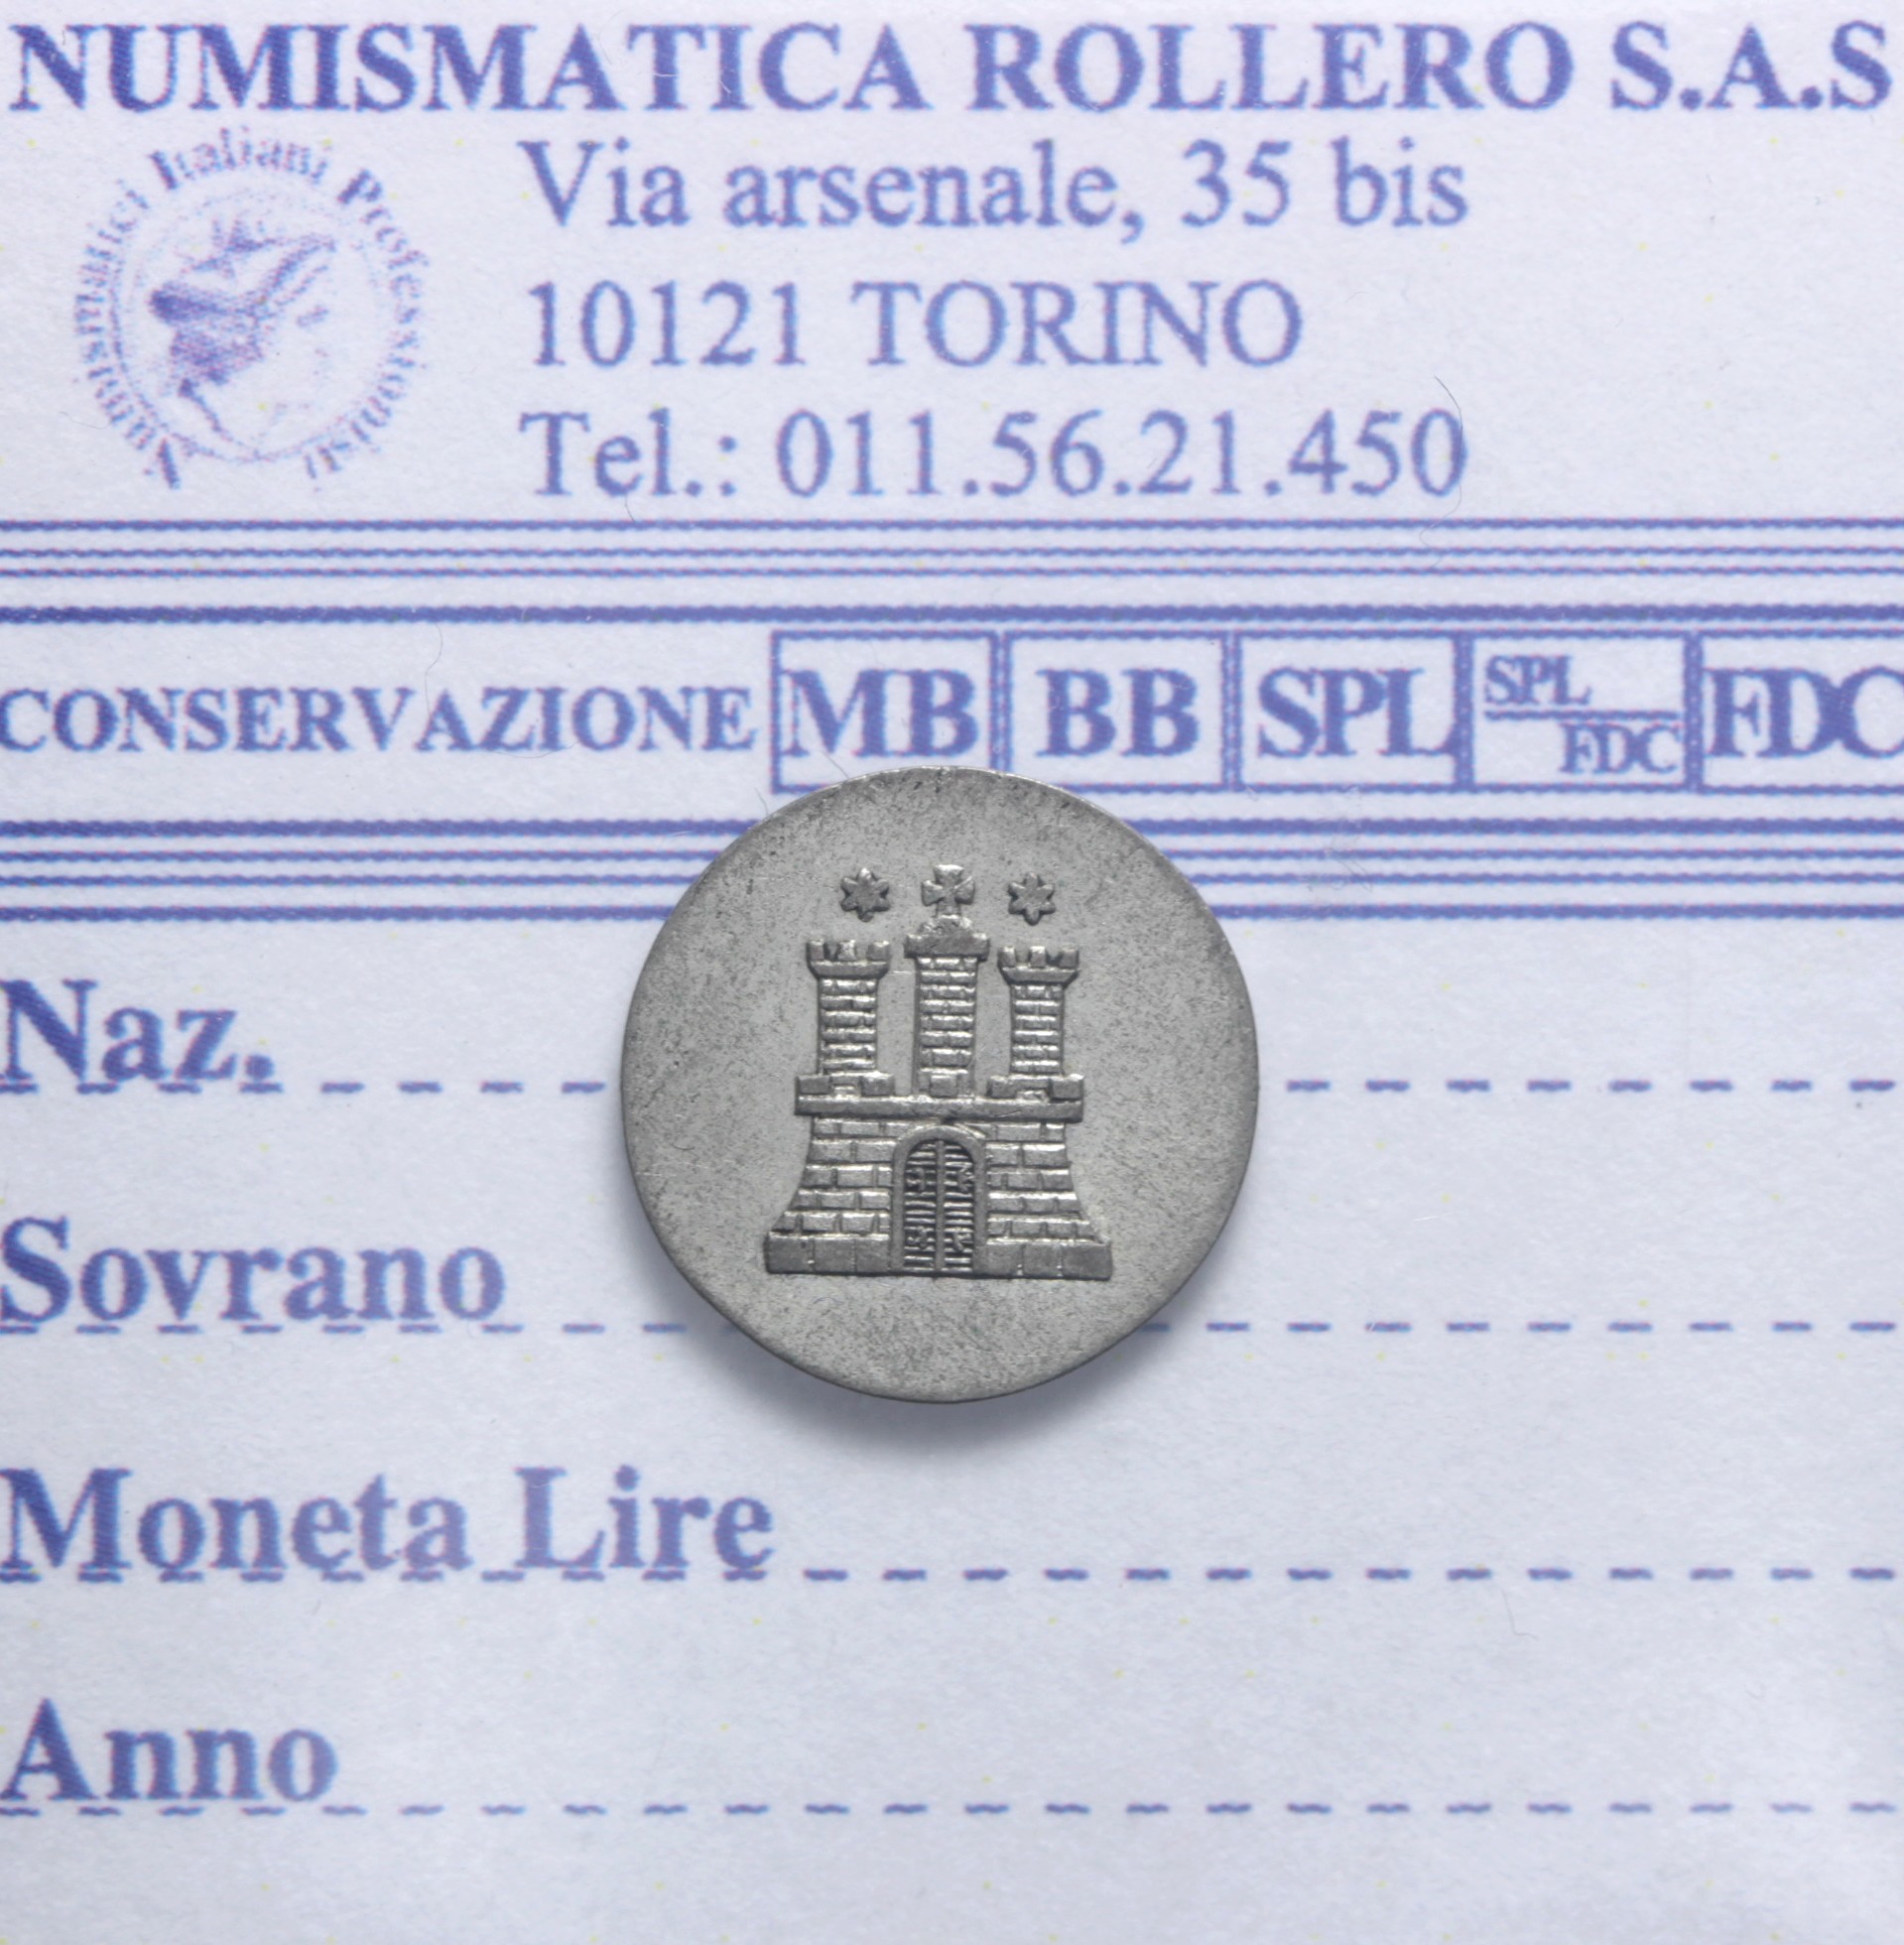 NUMISMATICA ROLLERO S.A.S
Numismatici Italiani Professionisti
Via arsenale, 35 bis
10121 TORINO
Tel.: 011.56.21.450
CONSERVAZIONE MB BB SPL SPL FDC FDC
Naz.
Sovrano
Moneta Lire
Anno